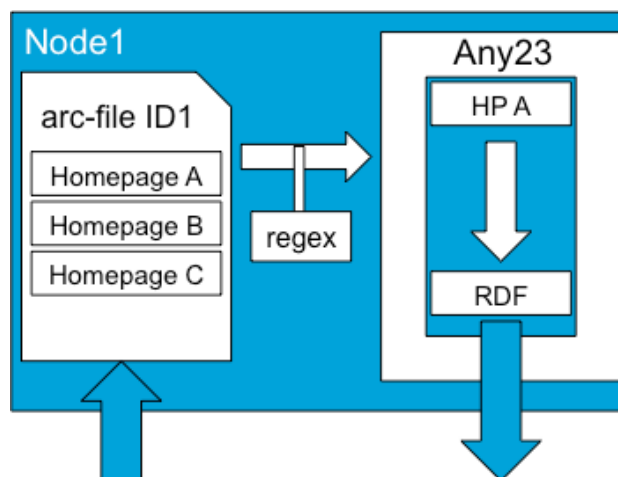 Node1
arc-file ID1
Homepage A
Homepage B
Homepage C
regex
Any23
HP A
RDF